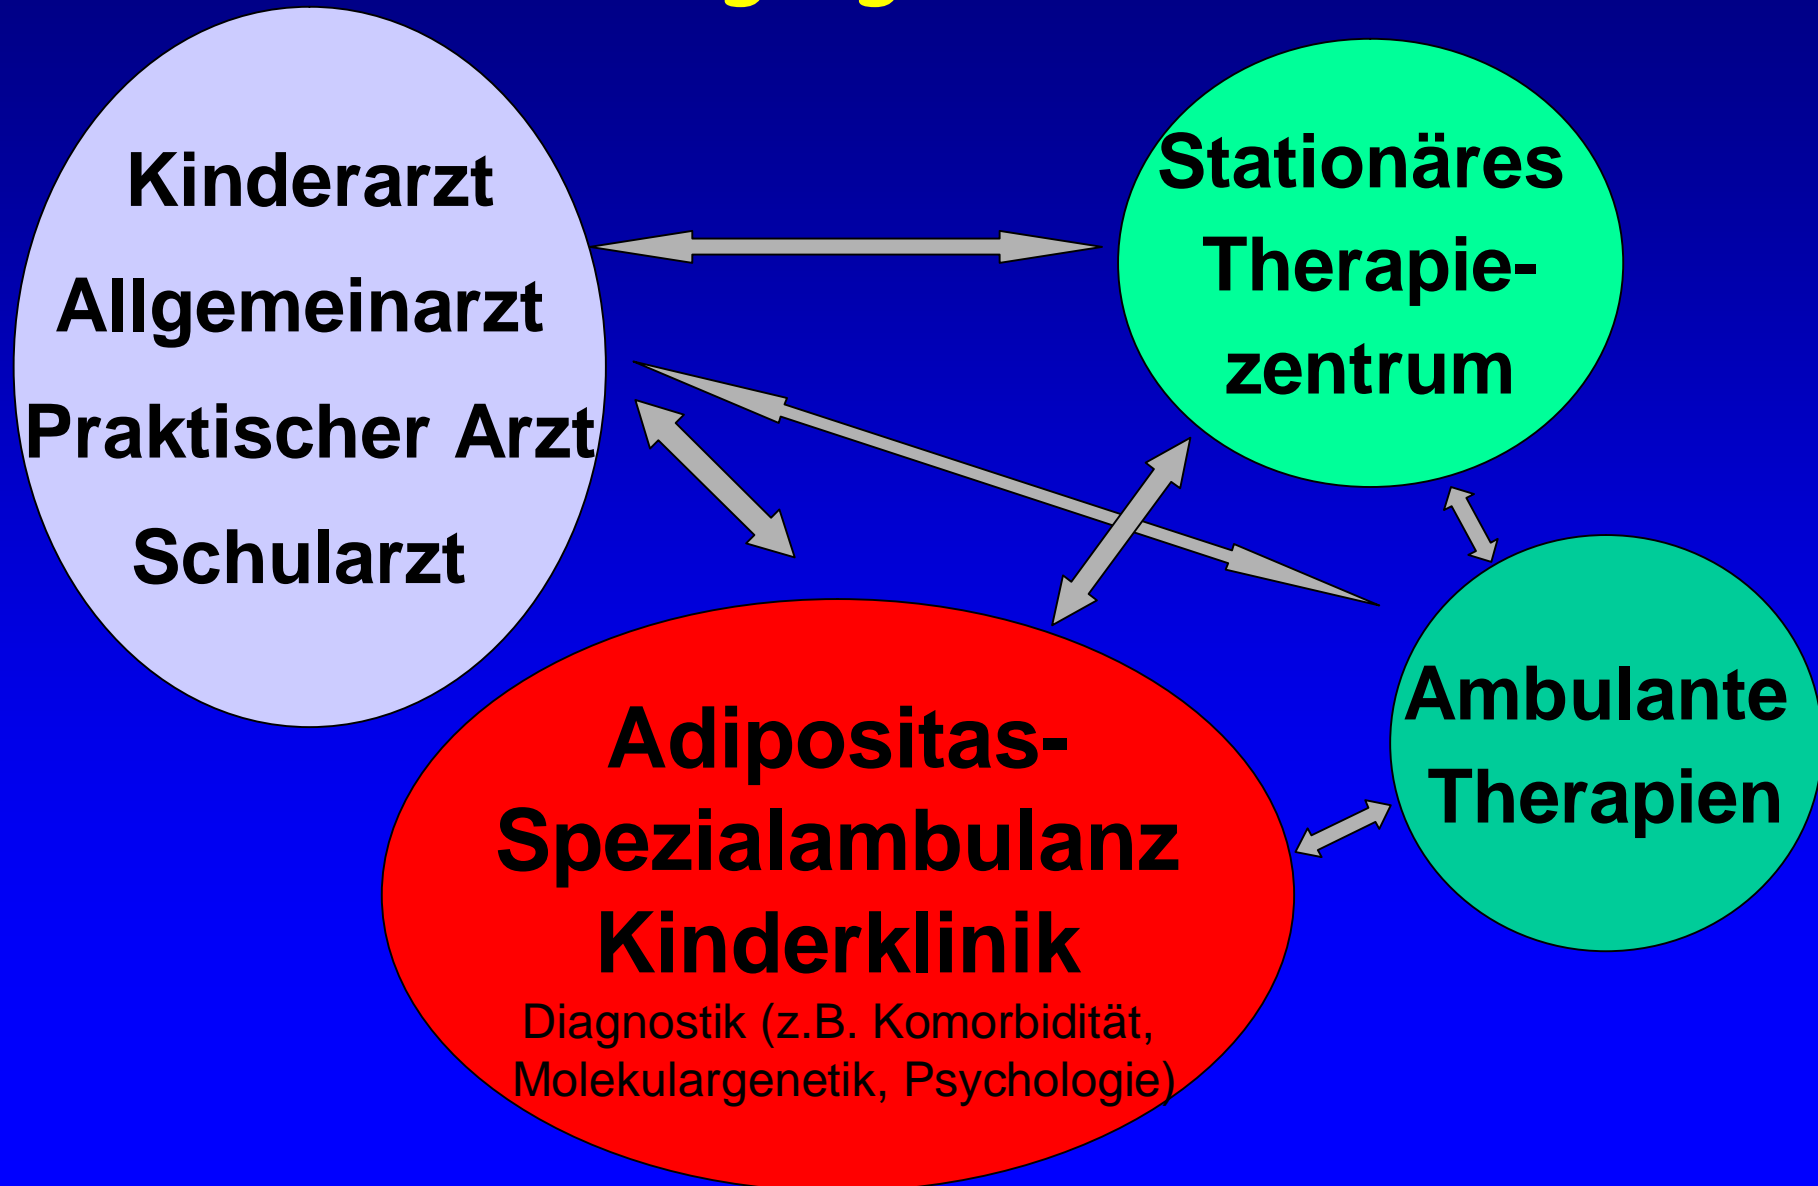 Kinderarzt
Allgemeinarzt
Praktischer Arzt
Schularzt
Stationäres
Therapie-
zentrum
Adipositas-
Spezialambulanz
Kinderklinik
Diagnostik (z.B. Komorbidität,
Molekulargenetik, Psychologie)
Ambulante
Therapien